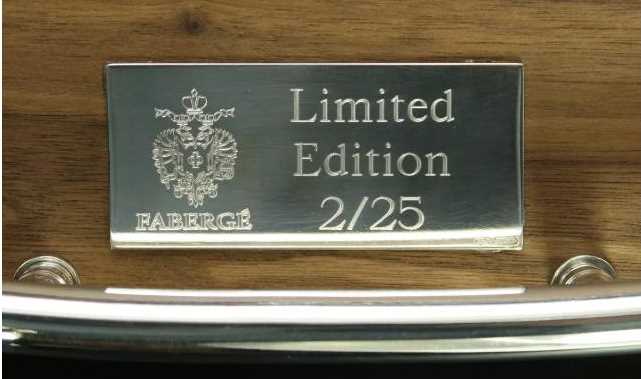 Limited
Edition
2/25
FABERGÉ